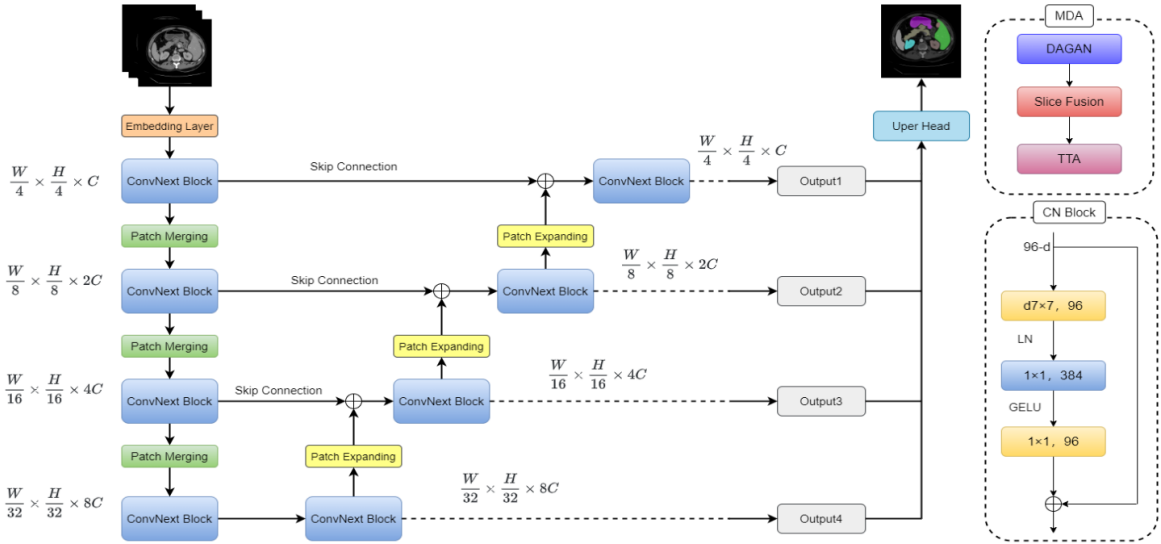 MDA
DAGAN
Slice Fusion
TTA
Embedding Layer
Uper Head
W/4 × H/4 × C
ConvNext Block
Skip Connection
ConvNext Block
W/4 × H/4 × C
Output1
Patch Merging
Patch Expanding
W/8 × H/8 × 2C
ConvNext Block
Skip Connection
ConvNext Block
W/8 × H/8 × 2C
Output2
Patch Merging
Patch Expanding
W/16 × H/16 × 4C
ConvNext Block
Skip Connection
ConvNext Block
W/16 × H/16 × 4C
Output3
Patch Merging
Patch Expanding
W/32 × H/32 × 8C
ConvNext Block
ConvNext Block
W/32 × H/32 × 8C
Output4
CN Block
96-d
d7×7, 96
LN
1×1, 384
GELU
1×1, 96